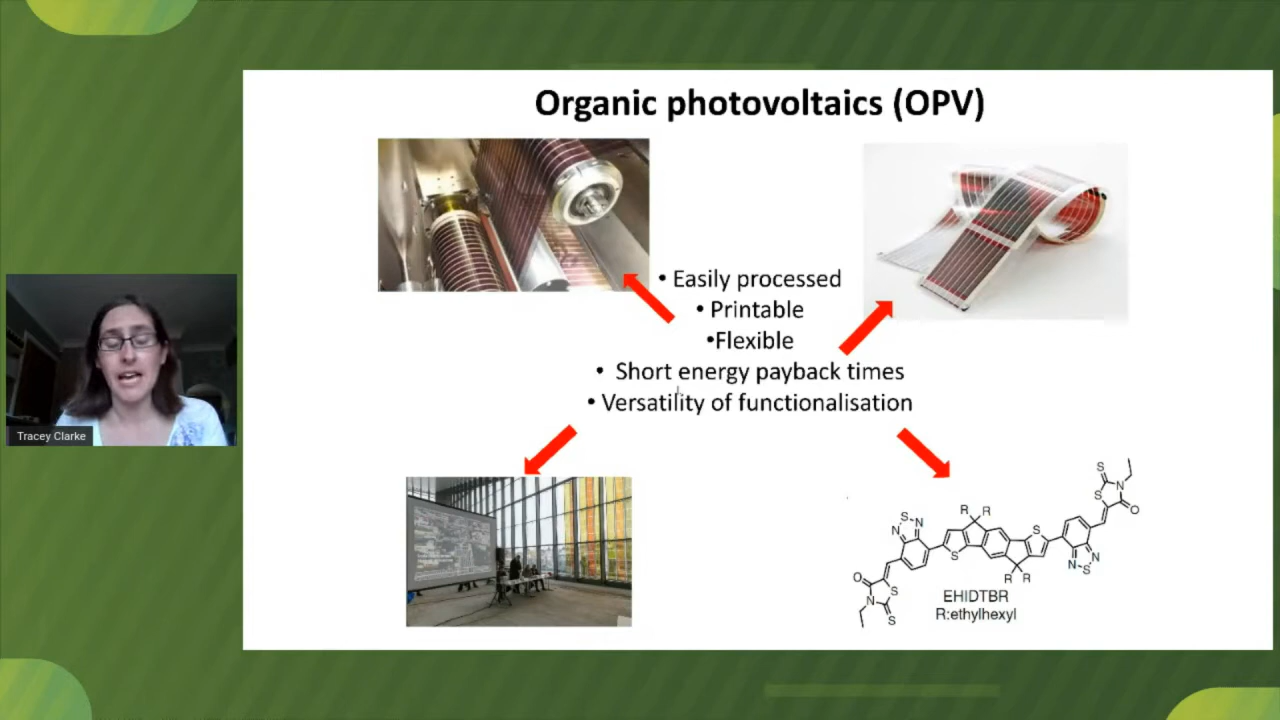 Organic photovoltaics (OPV)
• Easily processed
• Printable
•Flexible
• Short energy payback times
• Versatility of functionalisation
Tracey Clarke
S
N
O
S
R R
N S N
S
S
N
S
N
R R
O
S
N
S
EHIDTBR
R:ethylhexyl